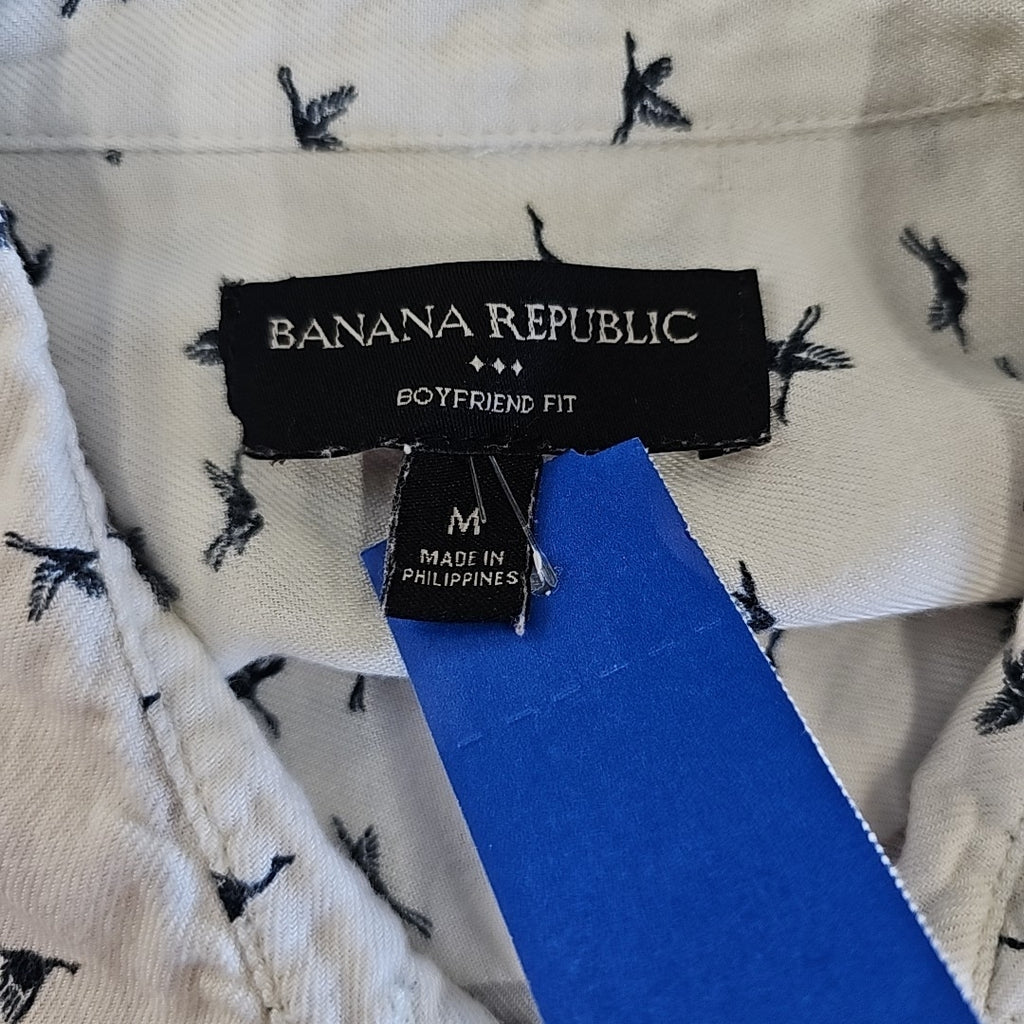 BANANA REPUBLIC
BOYFRIEND FIT
M
MADE IN
PHILIPPINES